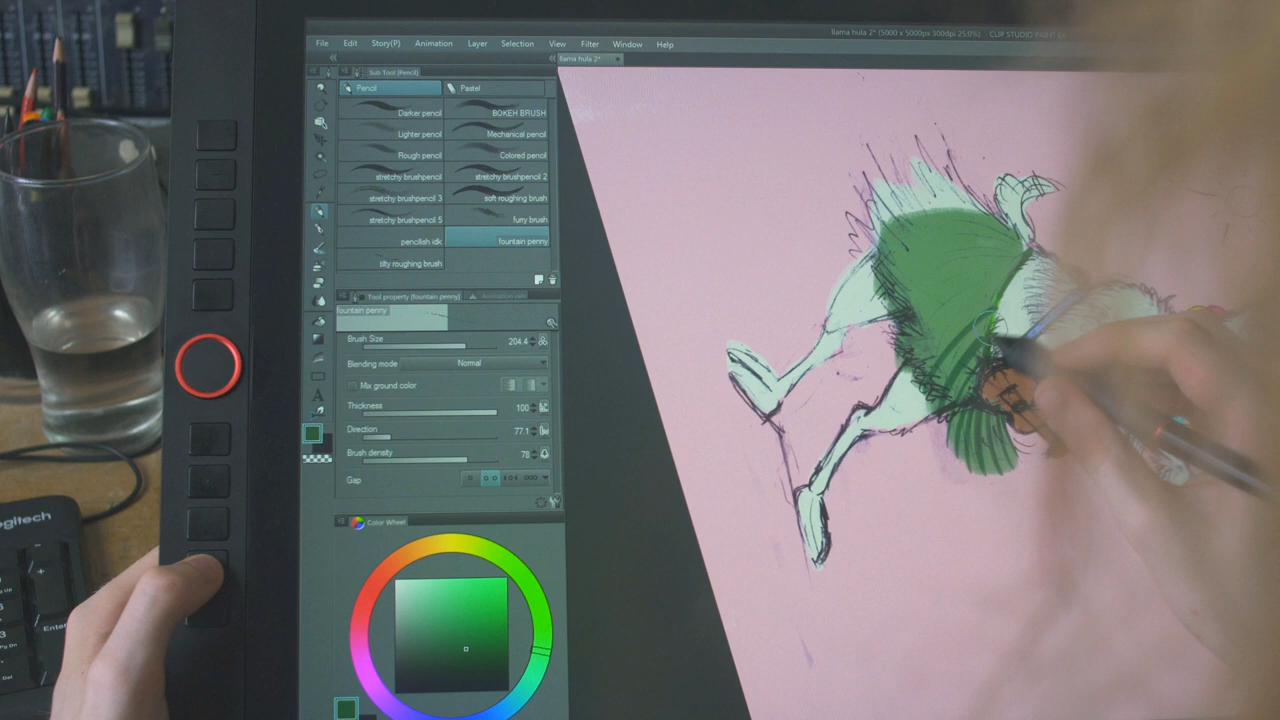 llama hula 2* (5000 x 5000px 300dpi 25.0%) - CLIP STUDIO PAINT EX
File Edit Story(P) Animation Layer Selection View Filter Window Help
llama hula 2*
Sub Tool [Pencil]
Pencil Pastel
Darker pencil BOKEH BRUSH
Lighter pencil Mechanical pencil
Rough pencil Colored pencil
stretchy brushpencil stretchy brushpencil 2
stretchy brushpencil 3 soft roughing brush
stretchy brushpencil 5 furry brush
pencilish idk fountain penny
silty roughing brush
Tool property [fountain penny]
fountain penny
Brush Size 204.4
Blending mode Normal
Mix ground color
Thickness 100
Direction 77.1
Brush density 78
Gap
Color Wheel
A
ogitech
Enter